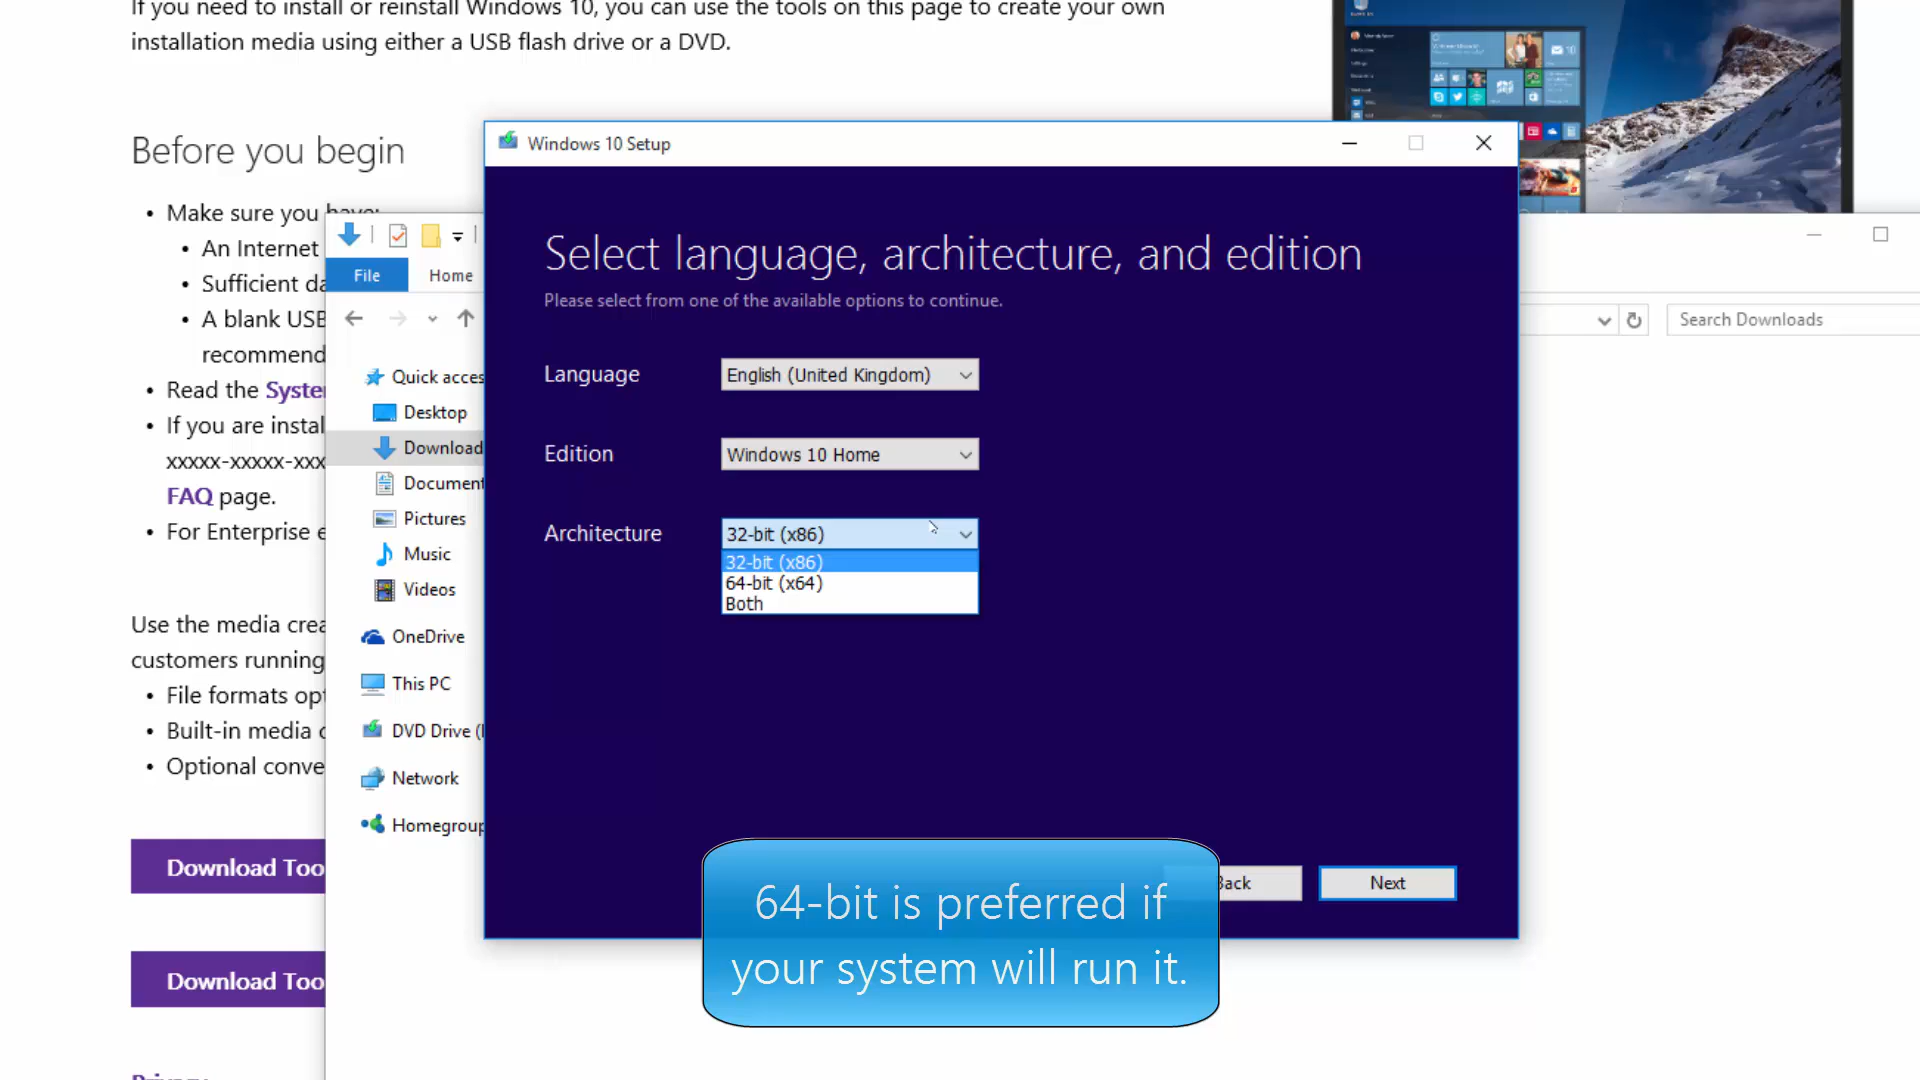 If you need to install or reinstall Windows 10, you can use the tools on this page to create your own
installation media using either a USB flash drive or a DVD.
Before you begin
Make sure you have:
An Internet
Sufficient da
A blank USB
recommend
Read the System
If you are instal
xxxxx-xxxxx-xxx
FAQ page.
For Enterprise e
Use the media crea
customers running
File formats opt
Built-in media c
Optional conve
Download Too
Download Too
Privacy
File
Home
Search Downloads
Quick acces
Desktop
Download
Document
Pictures
Music
Videos
OneDrive
This PC
DVD Drive (
Network
Homegroup
Windows 10 Setup
Select language, architecture, and edition
Please select from one of the available options to continue.
Language
English (United Kingdom)
Edition
Windows 10 Home
Architecture
32-bit (x86)
32-bit (x86)
64-bit (x64)
Both
Back
Next
64-bit is preferred if
your system will run it.